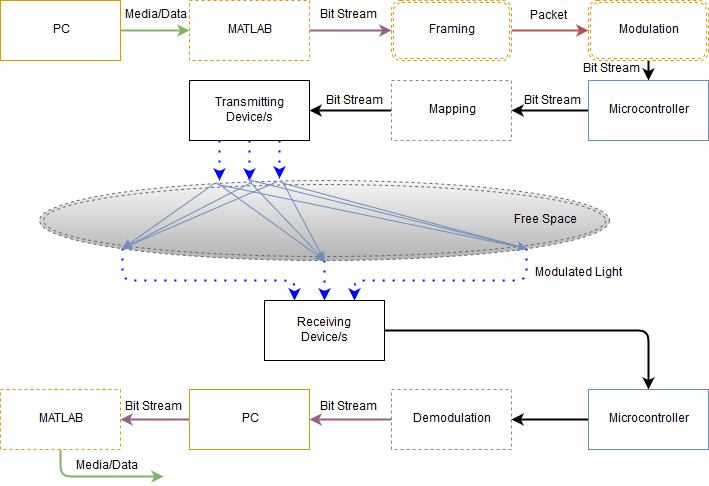 PC
Media/Data
MATLAB
Bit Stream
Framing
Packet
Modulation
Bit Stream
Transmitting
Device/s
Bit Stream
Mapping
Bit Stream
Microcontroller
Free Space
Modulated Light
Receiving
Device/s
MATLAB
Bit Stream
PC
Bit Stream
Demodulation
Microcontroller
Media/Data